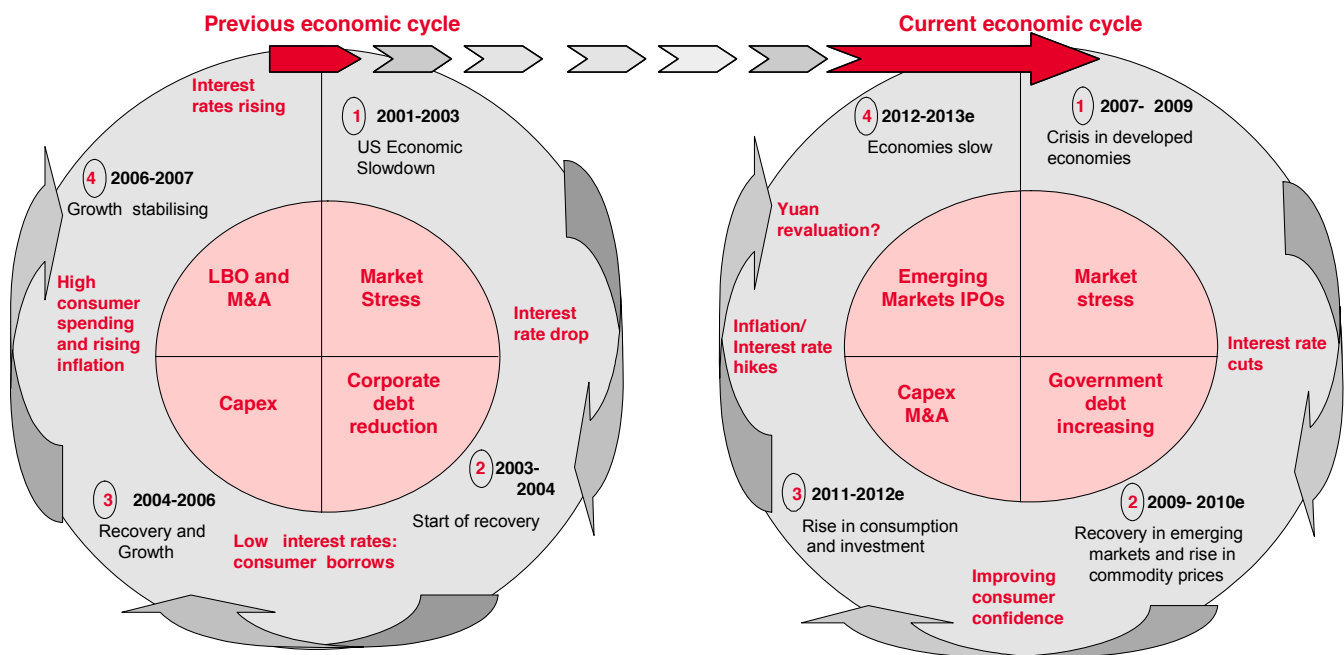 Previous economic cycle
Interest
rates rising
1 2001-2003
US Economic
Slowdown
4 2006-2007
Growth stabilising
LBO and
M&A
Market
Stress
High
consumer
spending
and rising
inflation
Interest
rate drop
Capex
Corporate
debt
reduction
2 2003-
2004
Start of recovery
3 2004-2006
Recovery and
Growth
Low interest rates:
consumer borrows
Current economic cycle
4 2012-2013e
Economies slow
1 2007- 2009
Crisis in developed
economies
Yuan
revaluation?
Emerging
Markets IPOs
Market
stress
Inflation/
Interest rate
hikes
Interest rate
cuts
Capex
M&A
Government
debt
increasing
3 2011-2012e
Rise in consumption
and investment
2 2009- 2010e
Recovery in emerging
markets and rise in
commodity prices
Improving
consumer
confidence